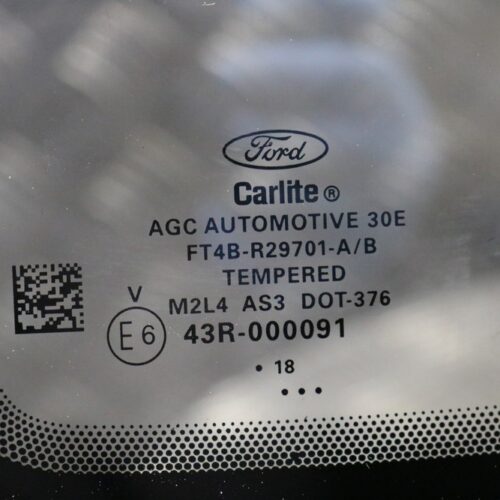 Ford
Carlite ®
AGC AUTOMOTIVE 30E
FT4B-R29701-A/B
TEMPERED
V M2L4 AS3 DOT-376
E6 43R-000091
• 18
•••